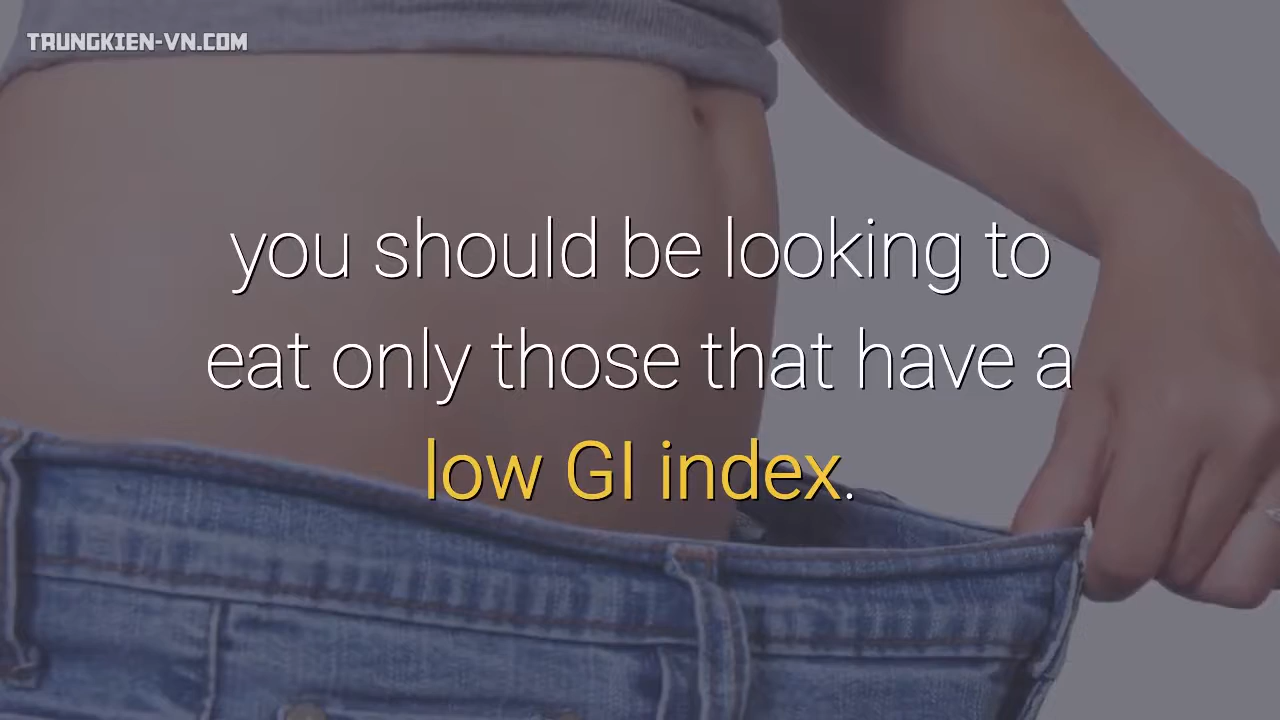 TRUNGKIEN-VN.COM
you should be looking to
eat only those that have a
low GI index.